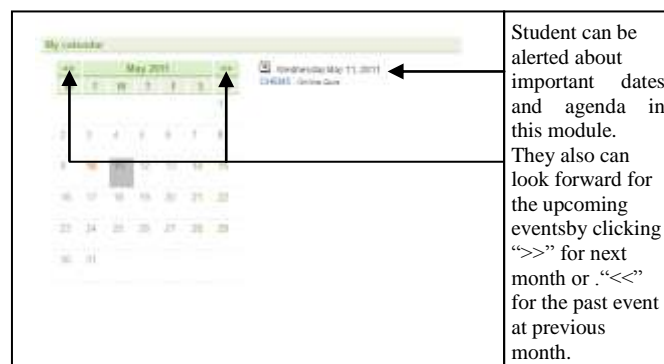 My calendar
<< May 2011 >>
T W T F S
1
2 3 4 5 6 7 8
9 10 11 12 13 14 15
16 17 18 19 20 21 22
23 24 25 26 27 28 29
30 31
Wednesday May 11, 2011
Online Quiz
Student can be
alerted about
important dates
and agenda in
this module.
They also can
look forward for
the upcoming
eventsby clicking
“>>” for next
month or .“<<”
for the past event
at previous
month.